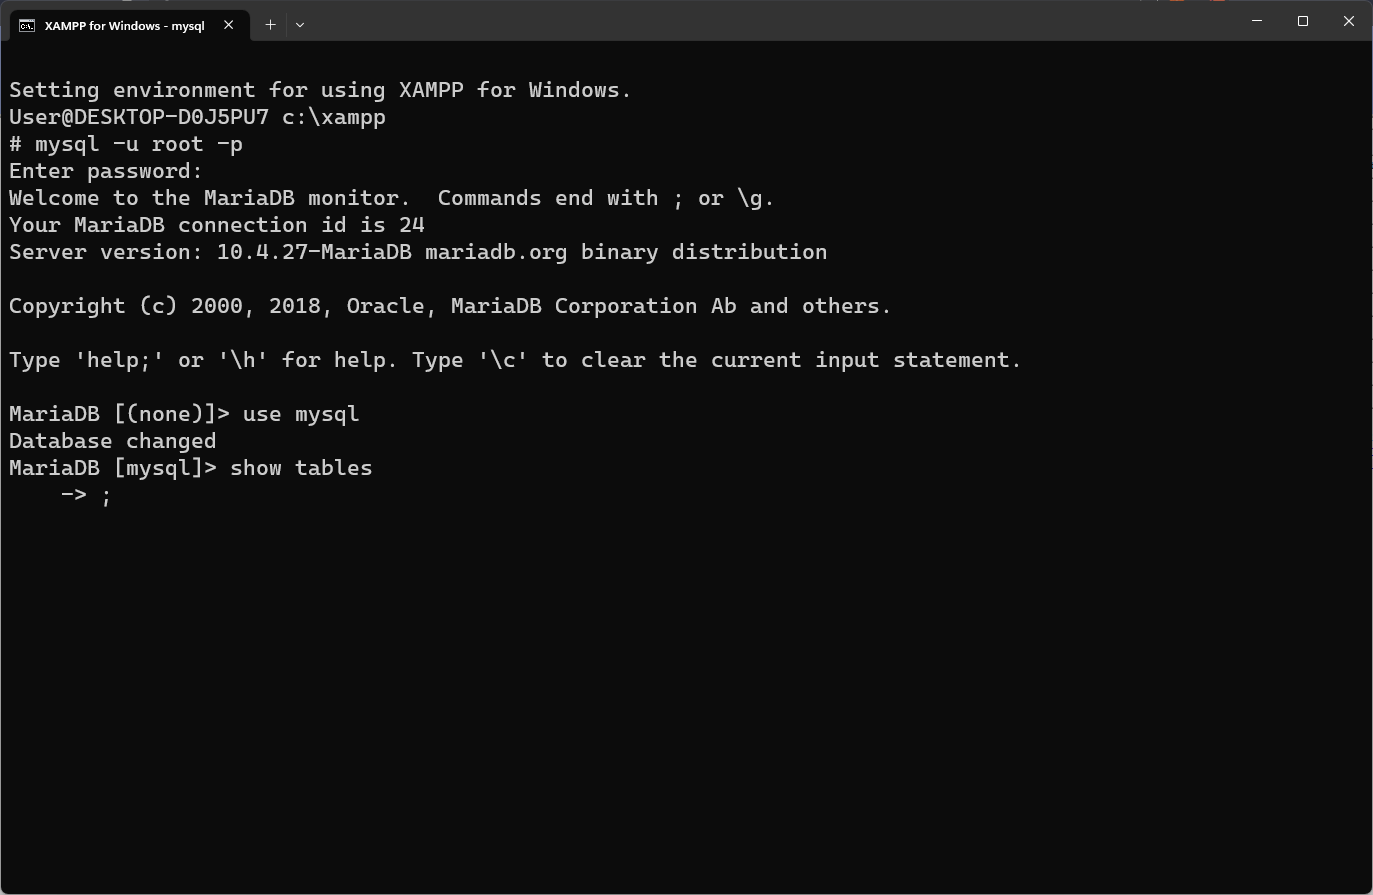 XAMPP for Windows - mysql
Setting environment for using XAMPP for Windows.
User@DESKTOP-D0J5PU7 c:\xampp
# mysql -u root -p
Enter password:
Welcome to the MariaDB monitor.  Commands end with ; or \g.
Your MariaDB connection id is 24
Server version: 10.4.27-MariaDB mariadb.org binary distribution
Copyright (c) 2000, 2018, Oracle, MariaDB Corporation Ab and others.
Type 'help;' or '\h' for help. Type '\c' to clear the current input statement.
MariaDB [(none)]> use mysql
Database changed
MariaDB [mysql]> show tables
    -> ;